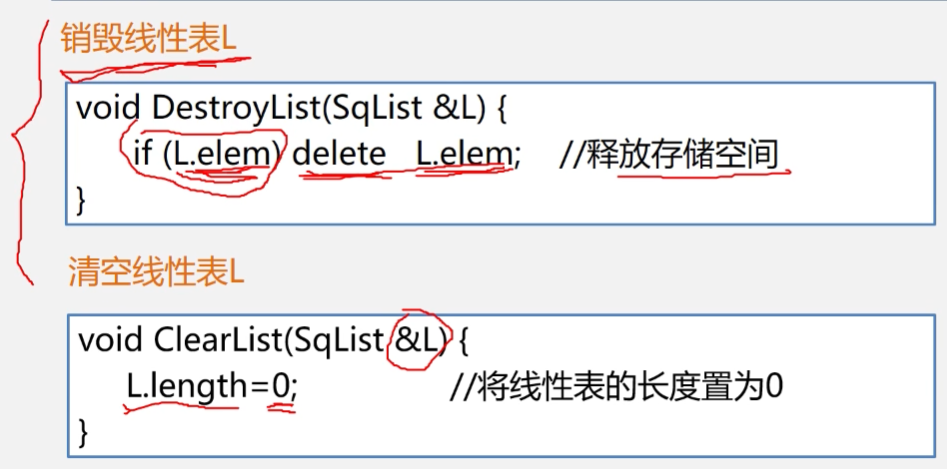 销毁线性表L
void DestroyList(SqList &L) {
if (L.elem) delete L.elem; //释放存储空间
}
清空线性表L
void ClearList(SqList &L) {
L.length=0; //将线性表的长度置为0
}